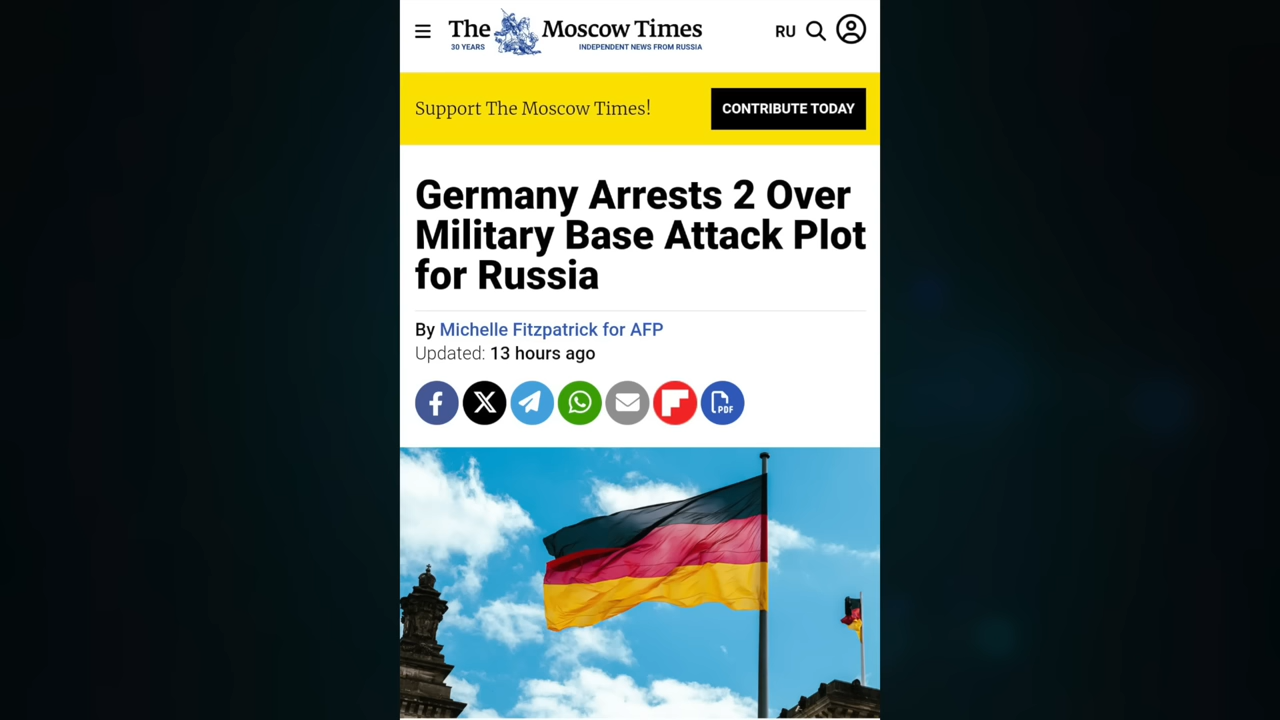 The Moscow Times
30 YEARS INDEPENDENT NEWS FROM RUSSIA
RU
Support The Moscow Times!
CONTRIBUTE TODAY
Germany Arrests 2 Over
Military Base Attack Plot
for Russia
By Michelle Fitzpatrick for AFP
Updated: 13 hours ago
PDF